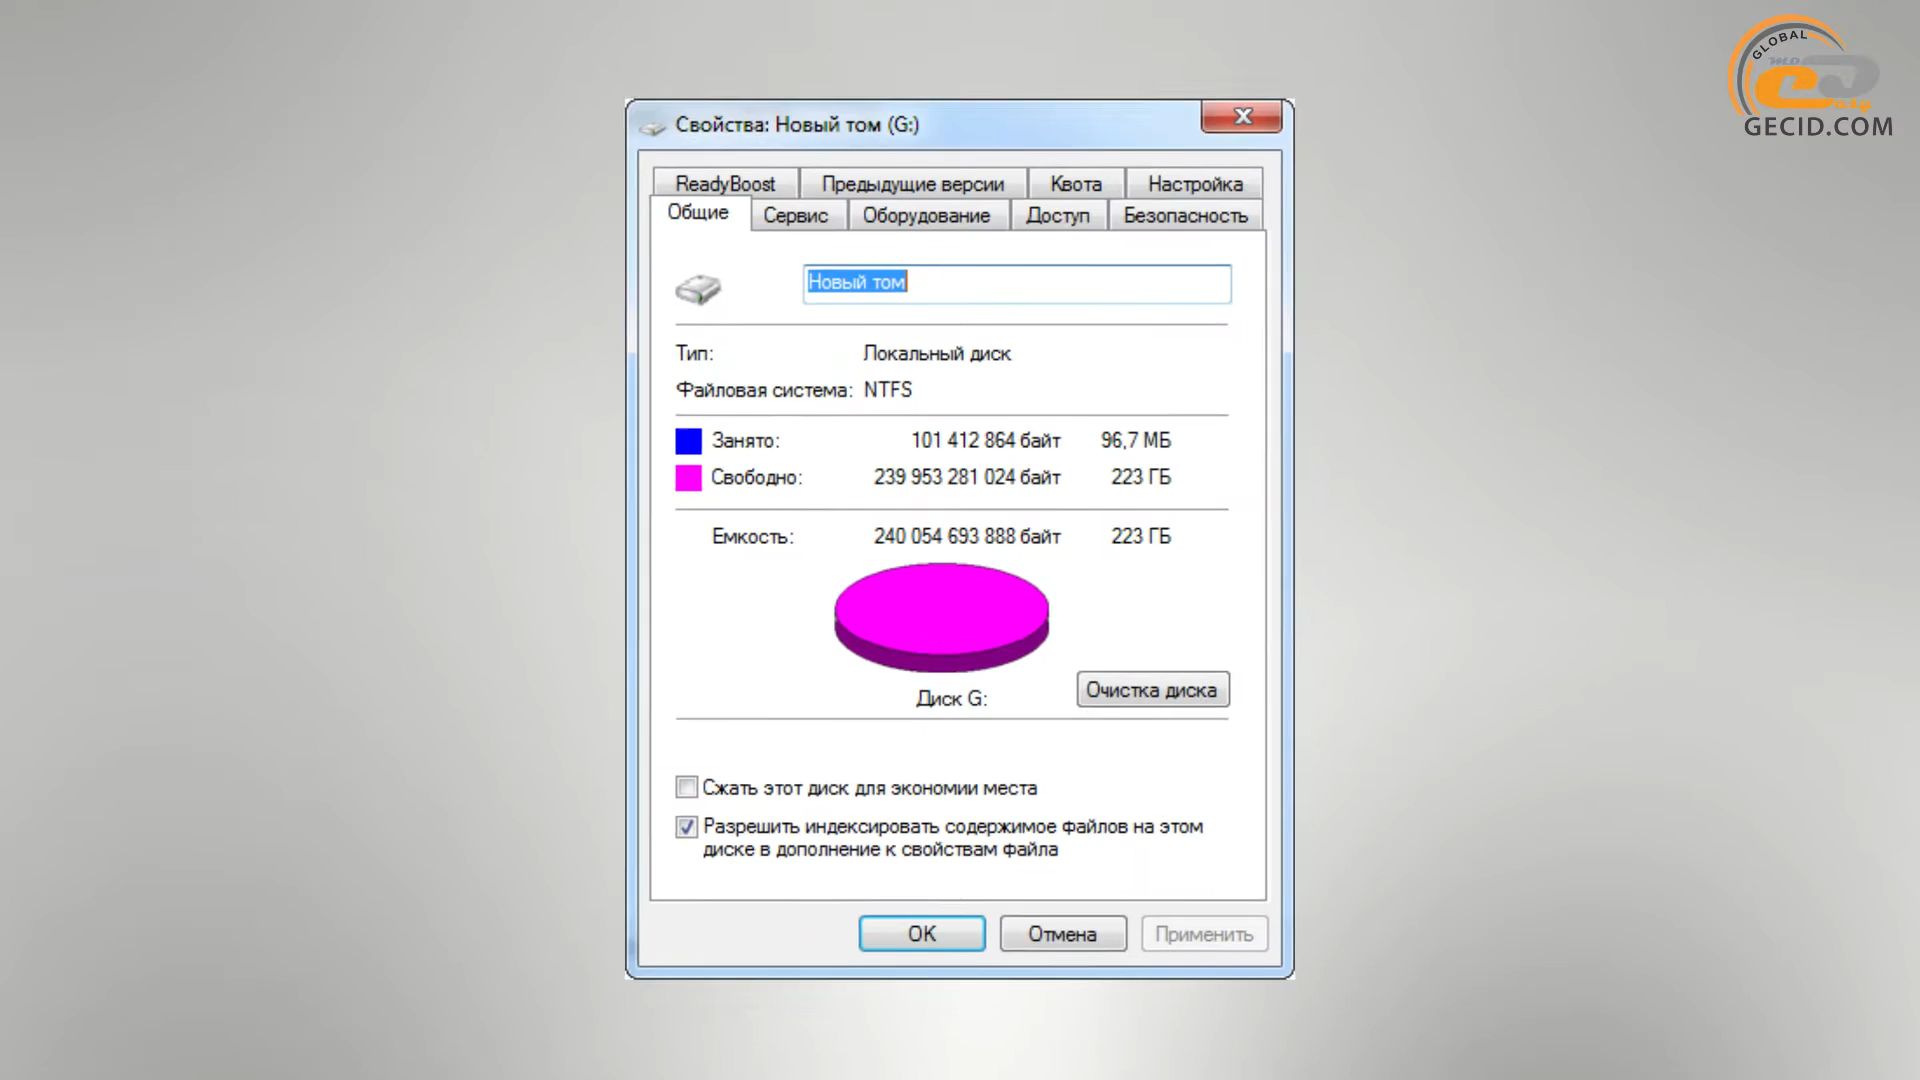 GLOBAL
GECID.COM
Свойства: Новый том (G:)
ReadyBoost Предыдущие версии Квота Настройка
Общие Сервис Оборудование Доступ Безопасность
Новый том
Тип: Локальный диск
Файловая система: NTFS
Занято: 101 412 864 байт 96,7 МБ
Свободно: 239 953 281 024 байт 223 ГБ
Емкость: 240 054 693 888 байт 223 ГБ
Диск G: Очистка диска
Сжать этот диск для экономии места
Разрешить индексировать содержимое файлов на этом
диске в дополнение к свойствам файла
OK Отмена Применить